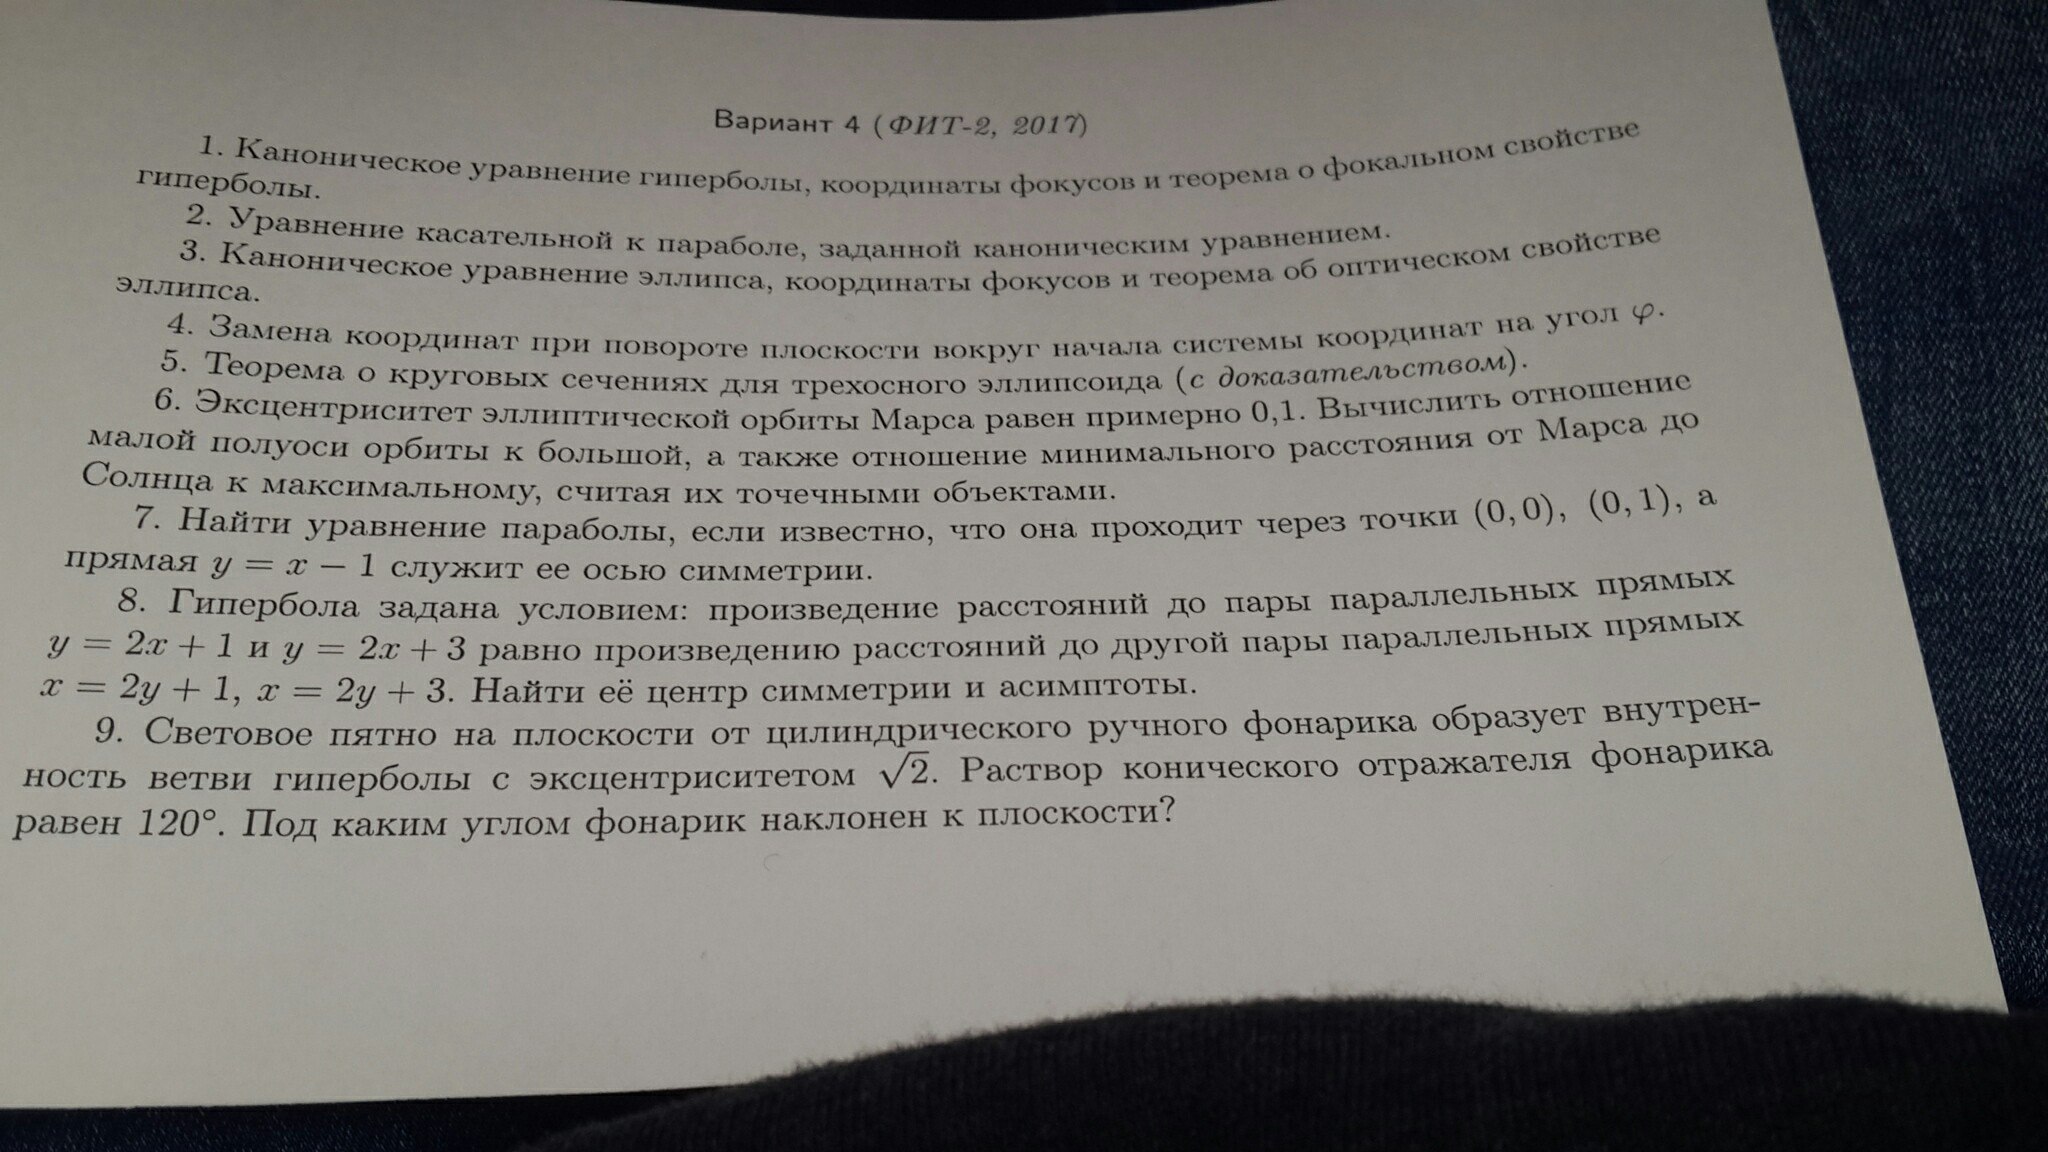 Вариант 4 (ФИТ-2, 2017)
1. Каноническое уравнение гиперболы, координаты фокусов и теорема о фокальном свойстве
гиперболы.
2. Уравнение касательной к параболе, заданной каноническим уравнением.
3. Каноническое уравнение эллипса, координаты фокусов и теорема об оптическом свойстве
эллипса.
4. Замена координат при повороте плоскости вокруг начала системы координат на угол φ.
5. Теорема о круговых сечениях для трехосного эллипсоида (с доказательством).
6. Эксцентриситет эллиптической орбиты Марса равен примерно 0,1. Вычислить отношение
малой полуоси орбиты к большой, а также отношение минимального расстояния от Марса до
Солнца к максимальному, считая их точечными объектами.
7. Найти уравнение параболы, если известно, что она проходит через точки (0, 0), (0, 1), а
прямая y = x − 1 служит ее осью симметрии.
8. Гипербола задана условием: произведение расстояний до пары параллельных прямых
y = 2x + 1 и y = 2x + 3 равно произведению расстояний до другой пары параллельных прямых
x = 2y + 1, x = 2y + 3. Найти её центр симметрии и асимптоты.
9. Световое пятно на плоскости от цилиндрического ручного фонарика образует внутрен-
ность ветви гиперболы с эксцентриситетом √2. Раствор конического отражателя фонарика
равен 120°. Под каким углом фонарик наклонен к плоскости?